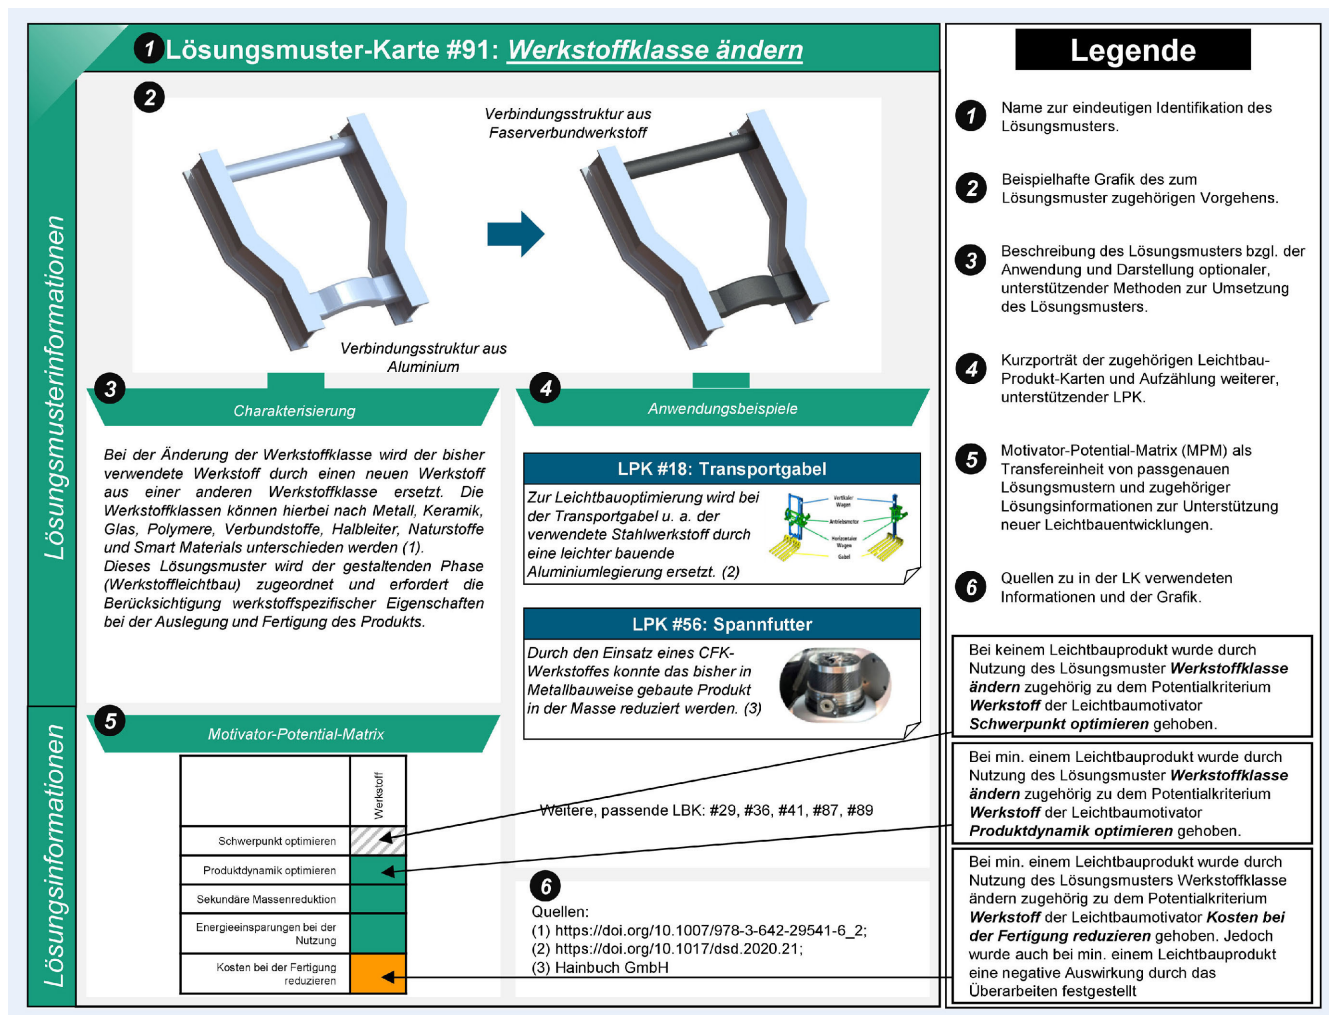 Lösungsmusterinformationen
Lösungsinformationen
1 Lösungsmuster-Karte #91: Werkstoffklasse ändern
2
Verbindungsstruktur aus
Faserverbundwerkstoff
Verbindungsstruktur aus
Aluminium
3
Charakterisierung
Bei der Änderung der Werkstoffklasse wird der bisher
verwendete Werkstoff durch einen neuen Werkstoff
aus einer anderen Werkstoffklasse ersetzt. Die
Werkstoffklassen können hierbei nach Metall, Keramik,
Glas, Polymere, Verbundstoffe, Halbleiter, Naturstoffe
und Smart Materials unterschieden werden (1).
Dieses Lösungsmuster wird der gestaltenden Phase
(Werkstoffleichtbau) zugeordnet und erfordert die
Berücksichtigung werkstoffspezifischer Eigenschaften
bei der Auslegung und Fertigung des Produkts.
4
Anwendungsbeispiele
LPK #18: Transportgabel
Zur Leichtbauoptimierung wird bei
der Transportgabel u. a. der
verwendete Stahlwerkstoff durch
eine leichter bauende
Aluminiumlegierung ersetzt. (2)
Vertikaler
Wagen
Antriebsmotor
Horizontaler
Wagen
Gabel
LPK #56: Spannfutter
Durch den Einsatz eines CFK-
Werkstoffes konnte das bisher in
Metallbauweise gebaute Produkt
in der Masse reduziert werden. (3)
Weitere, passende LBK: #29, #36, #41, #87, #89
5
Motivator-Potential-Matrix
Werkstoff
Schwerpunkt optimieren
Produktdynamik optimieren
Sekundäre Massenreduktion
Energieeinsparungen bei der
Nutzung
Kosten bei der Fertigung
reduzieren
6
Quellen:
(1) https://doi.org/10.1007/978-3-642-29541-6_2;
(2) https://doi.org/10.1017/dsd.2020.21;
(3) Hainbuch GmbH
Legende
1 Name zur eindeutigen Identifikation des
Lösungsmusters.
2 Beispielhafte Grafik des zum
Lösungsmuster zugehörigen Vorgehens.
3 Beschreibung des Lösungsmusters bzgl. der
Anwendung und Darstellung optionaler,
unterstützender Methoden zur Umsetzung
des Lösungsmusters.
4 Kurzporträt der zugehörigen Leichtbau-
Produkt-Karten und Aufzählung weiterer,
unterstützender LPK.
5 Motivator-Potential-Matrix (MPM) als
Transfereinheit von passgenauen
Lösungsmustern und zugehöriger
Lösungsinformationen zur Unterstützung
neuer Leichtbauentwicklungen.
6 Quellen zu in der LK verwendeten
Informationen und der Grafik.
Bei keinem Leichtbauprodukt wurde durch
Nutzung des Lösungsmuster Werkstoffklasse
ändern zugehörig zu dem Potentialkriterium
Werkstoff der Leichtbaumotivator
Schwerpunkt optimieren gehoben.
Bei min. einem Leichtbauprodukt wurde durch
Nutzung des Lösungsmuster Werkstoffklasse
ändern zugehörig zu dem Potentialkriterium
Werkstoff der Leichtbaumotivator
Produktdynamik optimieren gehoben.
Bei min. einem Leichtbauprodukt wurde durch
Nutzung des Lösungsmusters Werkstoffklasse
ändern zugehörig zu dem Potentialkriterium
Werkstoff der Leichtbaumotivator Kosten bei
der Fertigung reduzieren gehoben. Jedoch
wurde auch bei min. einem Leichtbauprodukt
eine negative Auswirkung durch das
Überarbeiten festgestellt